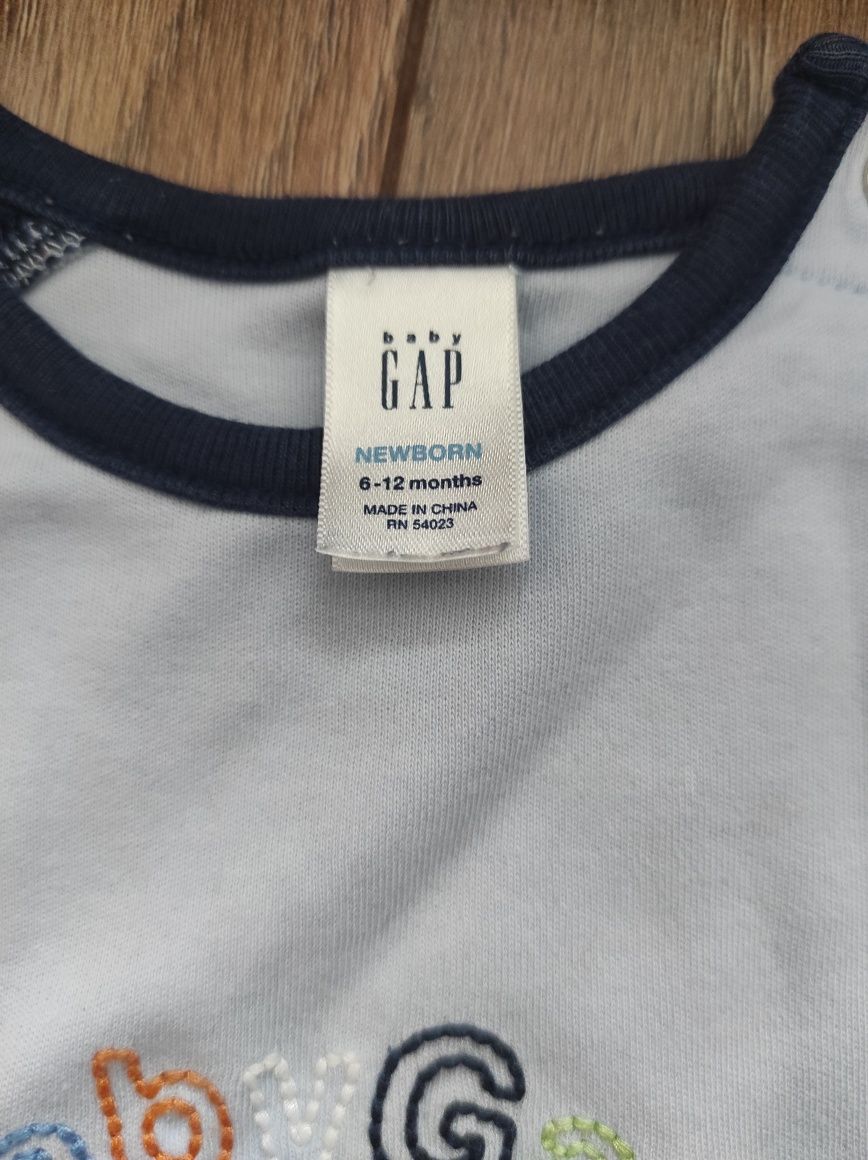 baby
GAP
NEWBORN
6-12 months
MADE IN CHINA
RN 54023